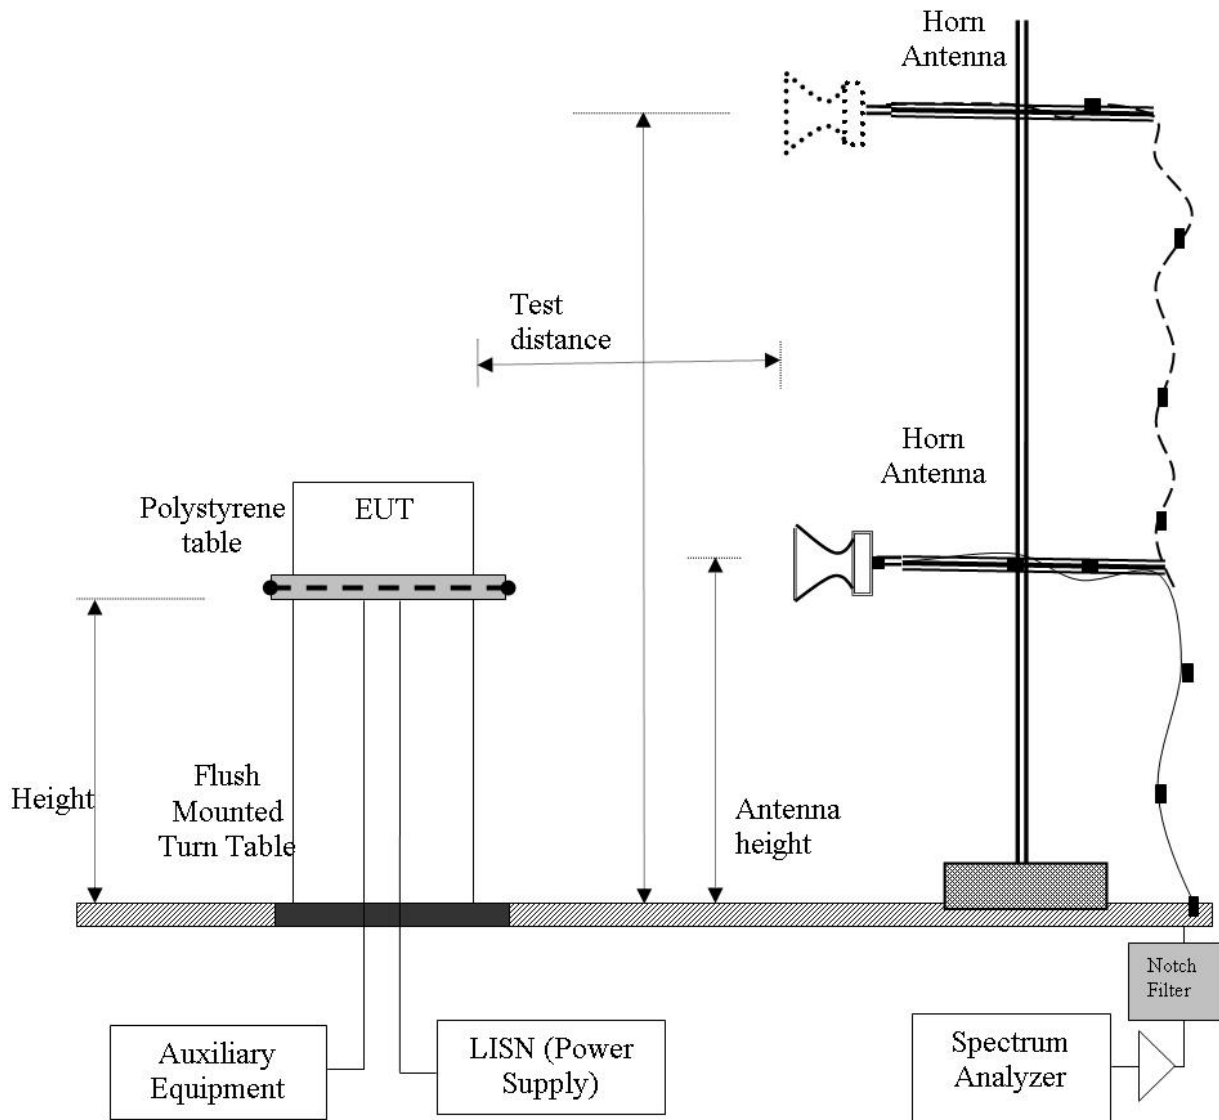 Horn
Antenna
Test
distance
Horn
Antenna
Polystyrene
table
EUT
Flush
Mounted
Turn Table
Height
Antenna
height
Notch
Filter
Auxiliary
Equipment
LISN (Power
Supply)
Spectrum
Analyzer